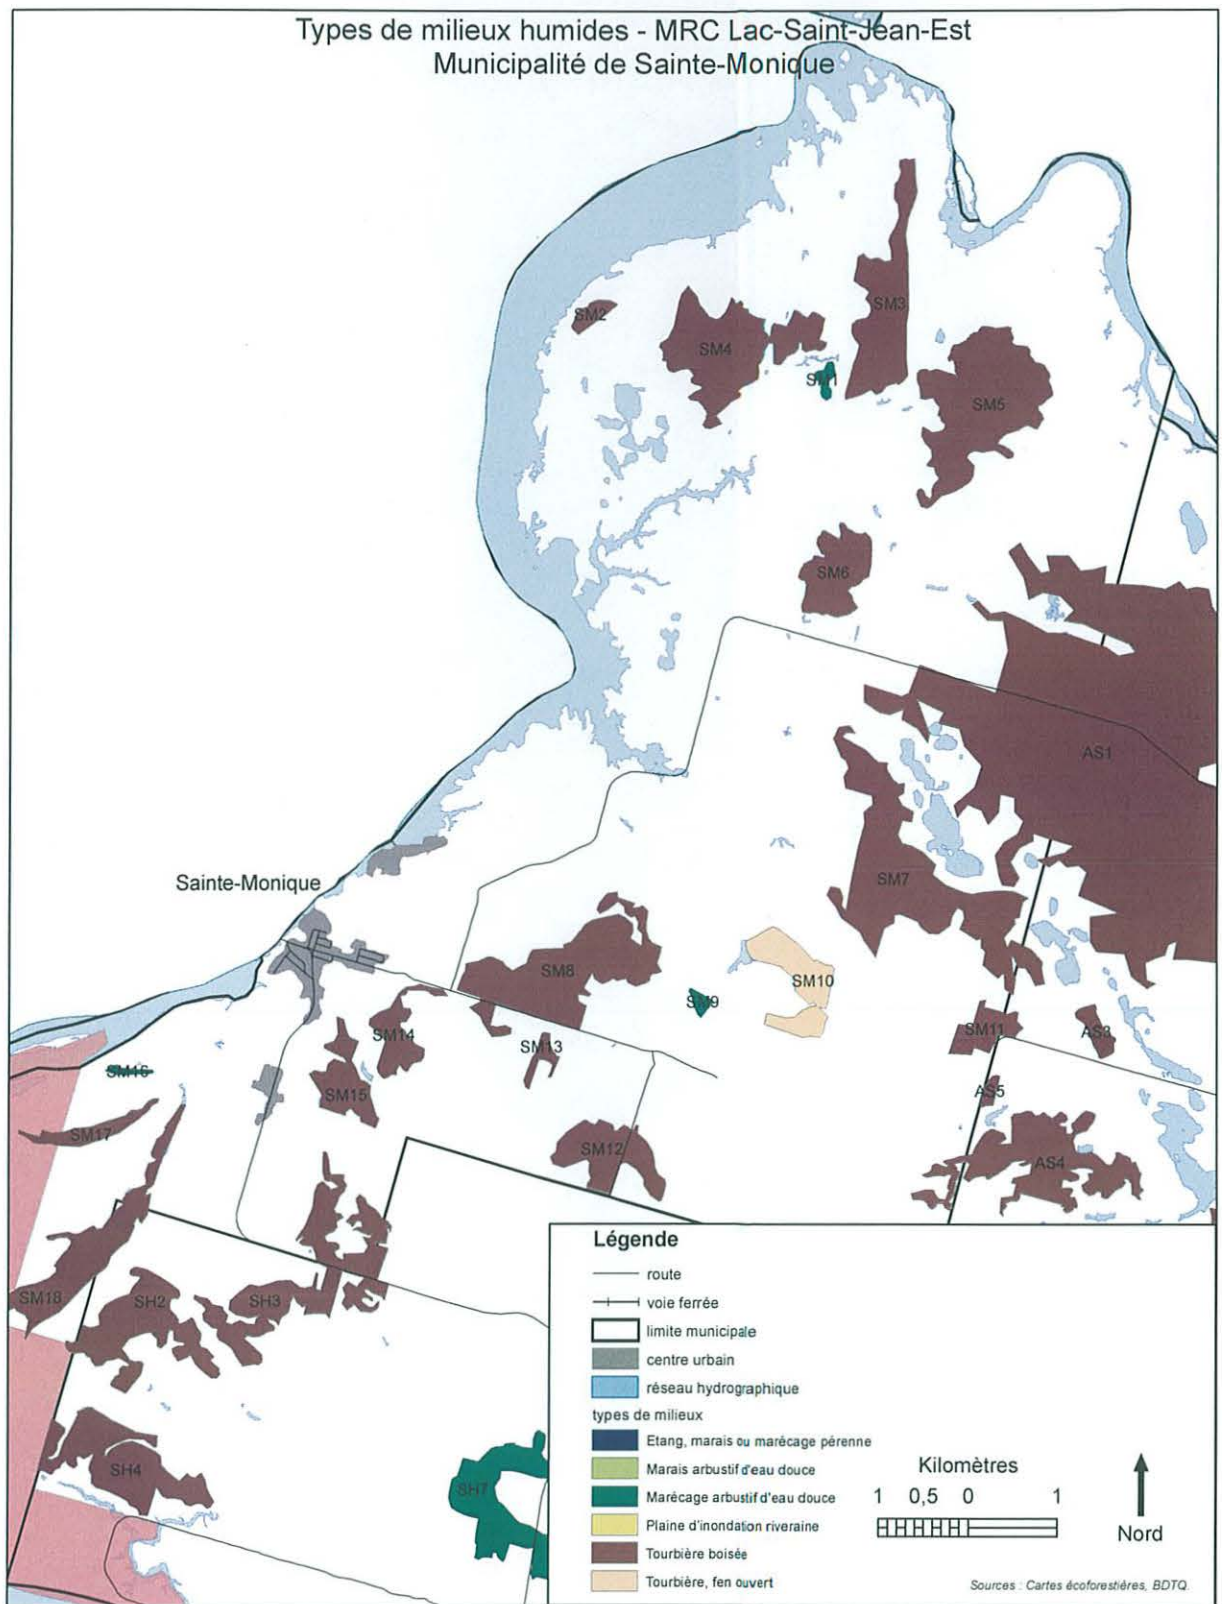 Types de milieux humides - MRC Lac-Saint-Jean-Est
Municipalité de Sainte-Monique
SM3
SM2
SM4
SM1
SM5
SM6
AS1
SM7
Sainte-Monique
SM8
SM10
SM9
SM14
SM13
SM11
AS3
SM16
SM15
AS5
SM17
SM12
AS4
SM18
SH2
SH3
SH4
SH7
Légende
route
voie ferrée
limite municipale
centre urbain
réseau hydrographique
types de milieux
Etang, marais ou marécage pérenne
Marais arbustif d'eau douce
Marécage arbustif d'eau douce
Plaine d'inondation riveraine
Tourbière boisée
Tourbière, fen ouvert
Kilomètres
1 0,5 0 1
Nord
Sources : Cartes écoforestières, BDTQ.